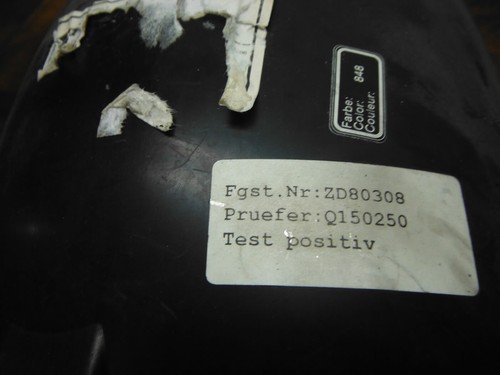 Farbe: 848
Color:
Couleur:
Fgst.Nr:ZD80308
Pruefer:Q150250
Test positiv